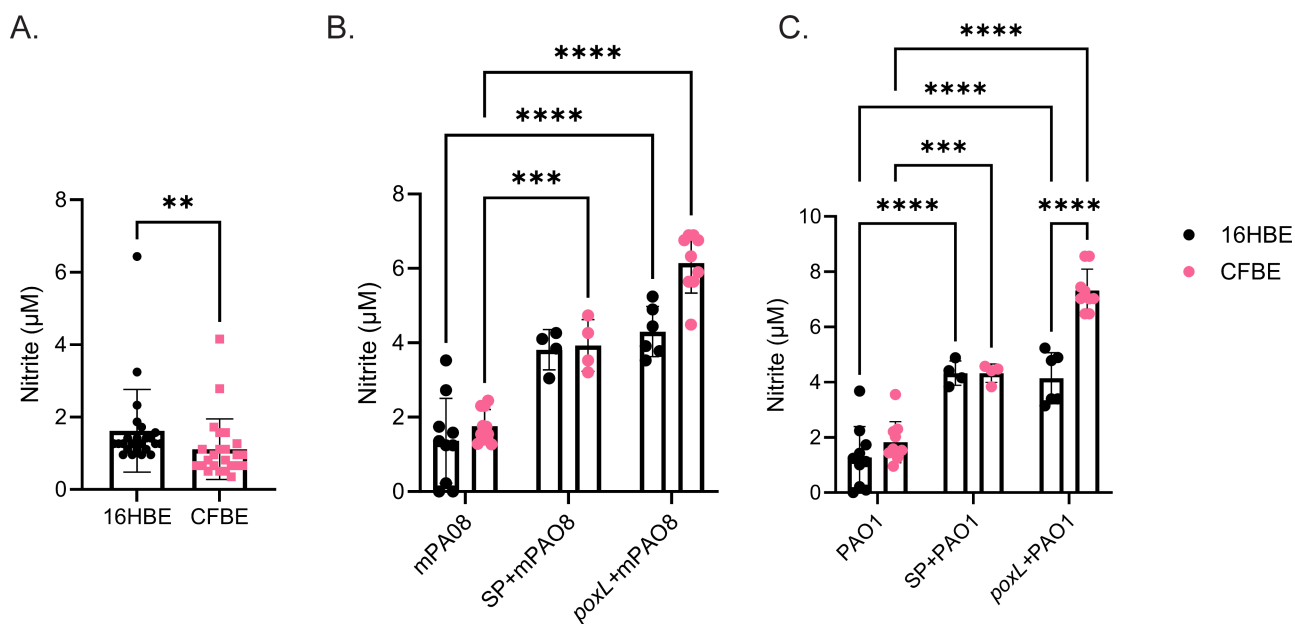 A.
Nitrite (µM)
8
6
4
2
0
**
16HBE
CFBE
B.
Nitrite (µM)
8
6
4
2
0
****
****
***
mPA08
SP+mPAO8
poxL+mPAO8
C.
Nitrite (µM)
10
8
6
4
2
0
****
****
***
****
****
PAO1
SP+PAO1
poxL+PAO1
16HBE
CFBE